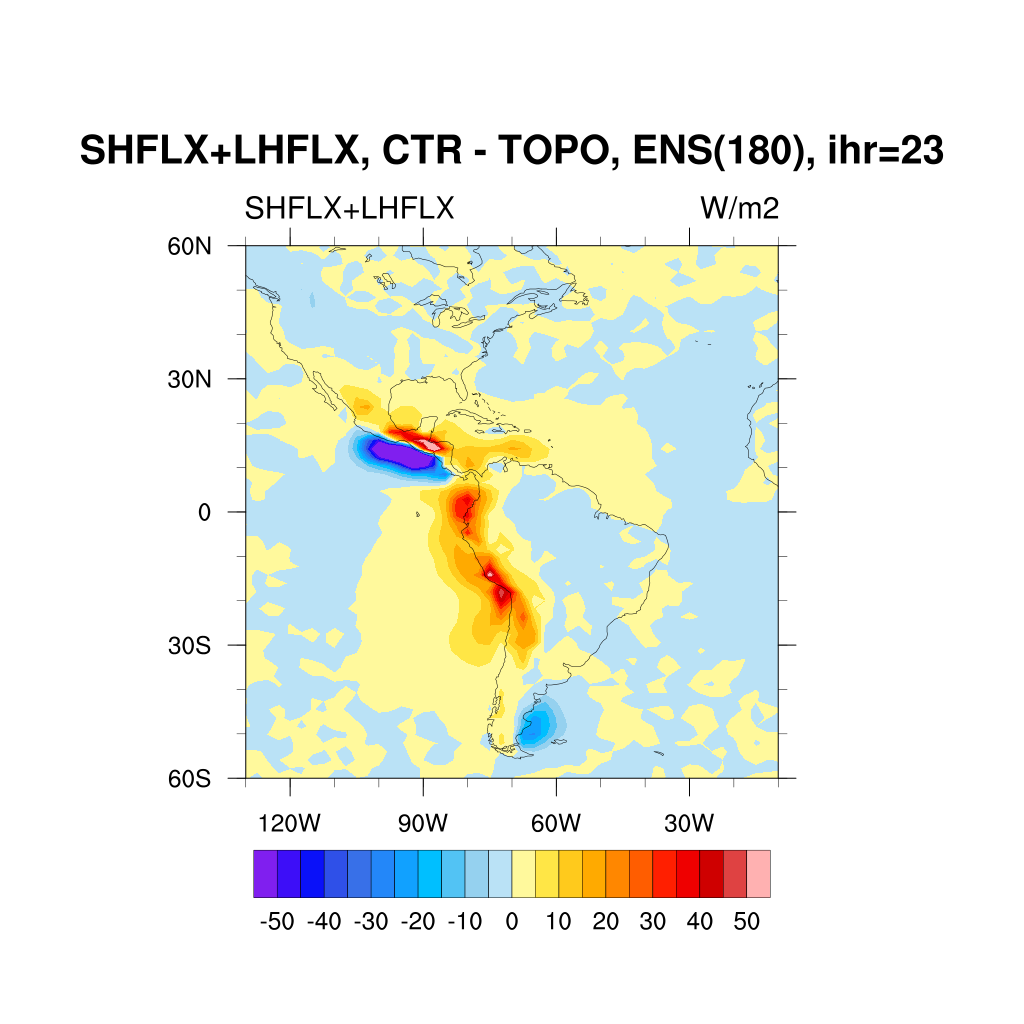 SHFLX+LHFLX, CTR - TOPO, ENS(180), ihr=23
SHFLX+LHFLX W/m2
60N
30N
0
30S
60S
120W 90W 60W 30W
-50 -40 -30 -20 -10 0 10 20 30 40 50